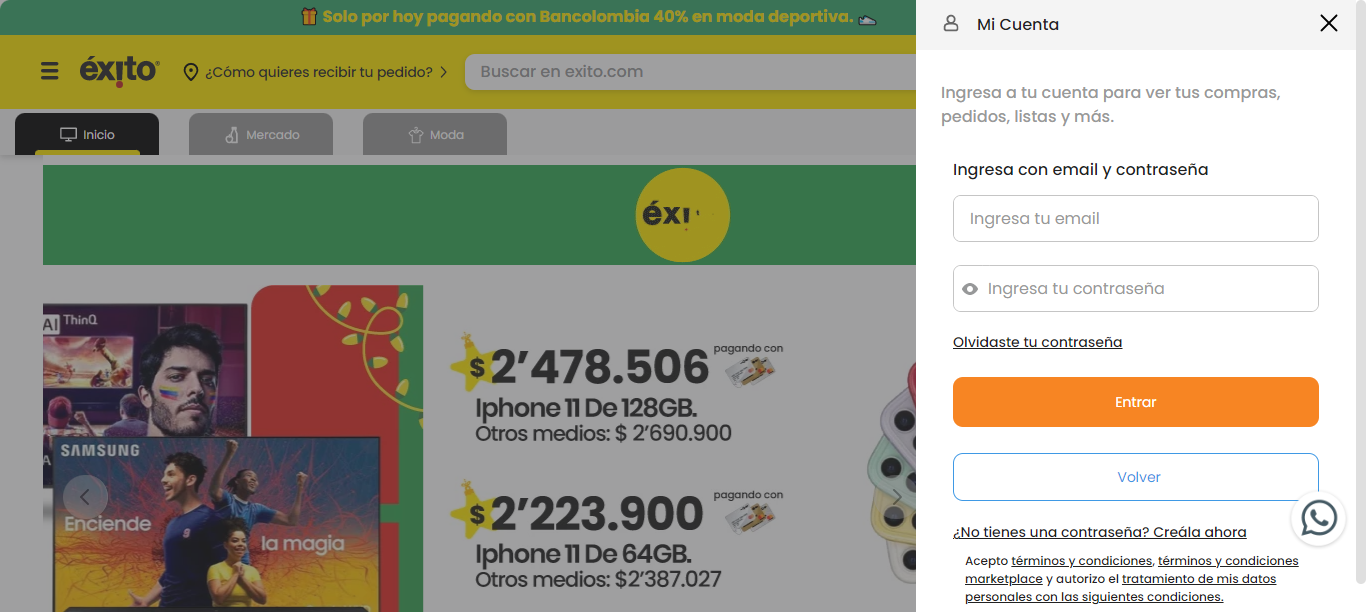 Solo por hoy pagando con Bancolombia 40% en moda deportiva.
éxito
¿Cómo quieres recibir tu pedido?
Buscar en exito.com
Inicio
Mercado
Moda
éxi
AI ThinQ
SAMSUNG
AI
Enciende
la magia
$ 2’478.506
pagando con
Iphone 11 De 128GB.
Otros medios: $ 2’690.900
$ 2’223.900
pagando con
Iphone 11 De 64GB.
Otros medios: $2’387.027
Mi Cuenta
Ingresa a tu cuenta para ver tus compras,
pedidos, listas y más.
Ingresa con email y contraseña
Ingresa tu email
Ingresa tu contraseña
Olvidaste tu contraseña
Entrar
Volver
¿No tienes una contraseña? Creála ahora
Acepto términos y condiciones, términos y condiciones
marketplace y autorizo el tratamiento de mis datos
personales con las siguientes condiciones.